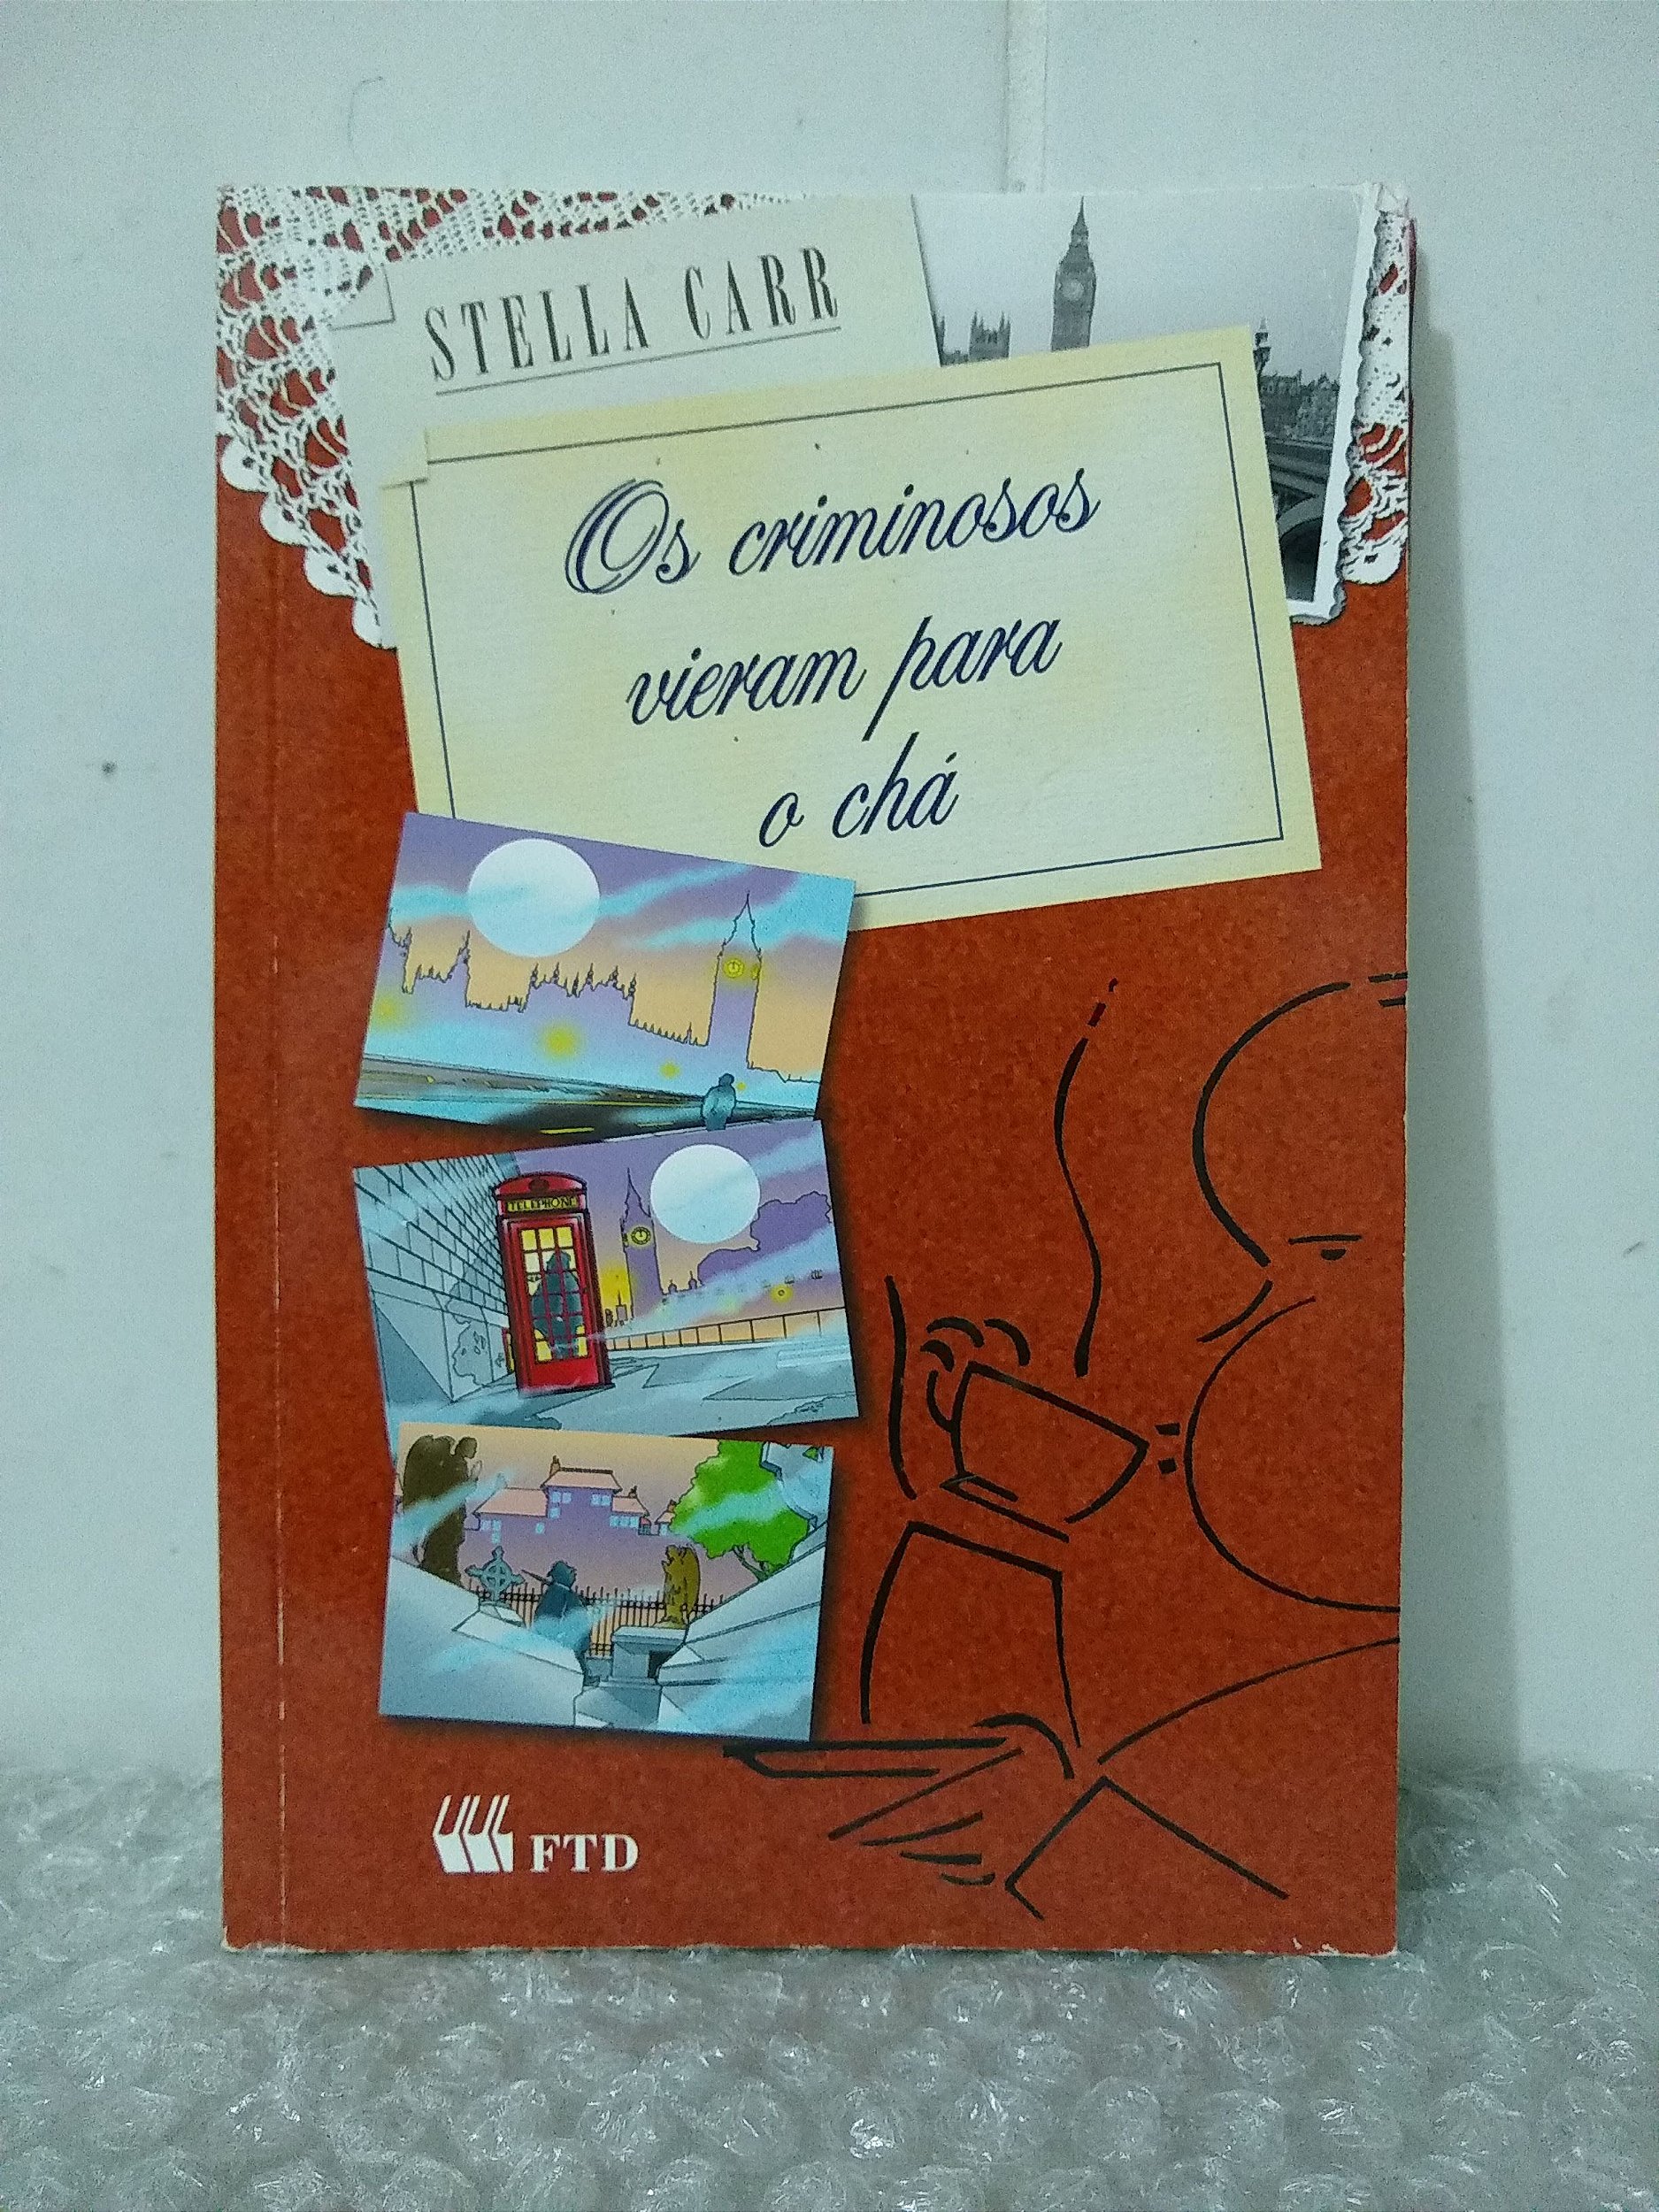 STELLA CARR
Os criminosos
vieram para
o chá
TELEPHONE
FTD